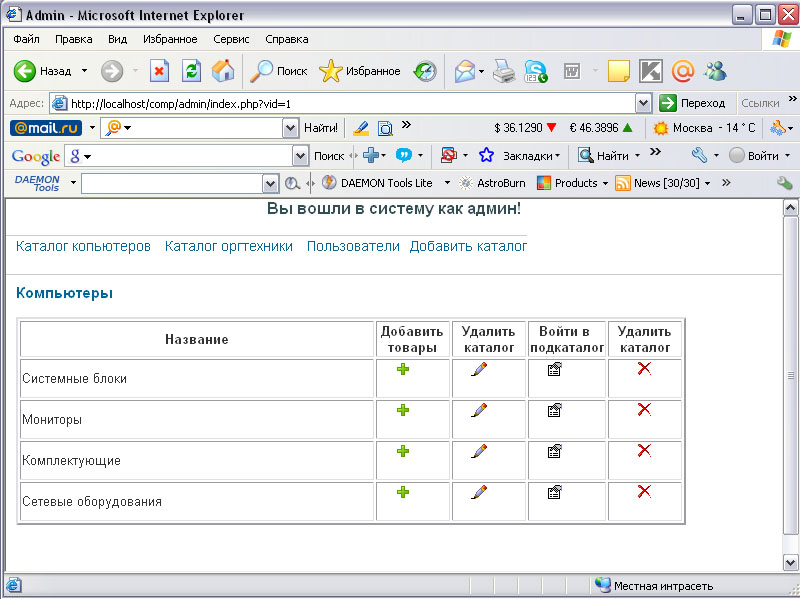 Admin - Microsoft Internet Explorer
Файл Правка Вид Избранное Сервис Справка
Назад Поиск Избранное
Адрес: http://localhost/comp/admin/index.php?vid=1 Переход Ссылки »
@mail.ru Найти! » $ 36.1290 € 46.3896 Москва - 14 ° C
Google Поиск Закладки Найти » Войти
DAEMON Tools DAEMON Tools Lite AstroBurn Products News [30/30] »
Вы вошли в систему как админ!
Каталог копьютеров Каталог оргтехники Пользователи Добавить каталог
Компьютеры
Название Добавить товары Удалить каталог Войти в подкаталог Удалить каталог
Системные блоки
Мониторы
Комплектующие
Сетевые оборудования
Местная интрасеть